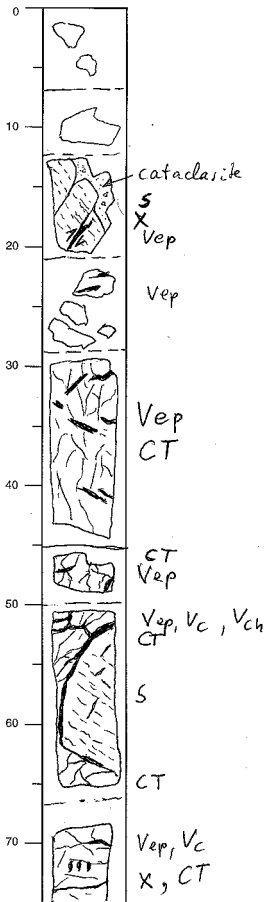 0
10
cataclasite
S
X
20
Vep
Vep
30
Vep
CT
40
CT
Vep
50
Vep, Vc, Vch
CT
S
60
CT
70
Vep, Vc
X, CT